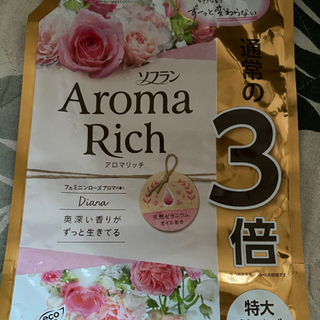 ずーっと変わらない
通常の
3
倍
ソフラン
Aroma
Rich
アロマリッチ
フェミニンローズアロマの香り
Diana
奥深い香りが
ずっと生きてる
天然ゼラニウム
オイル配合
eco
特大